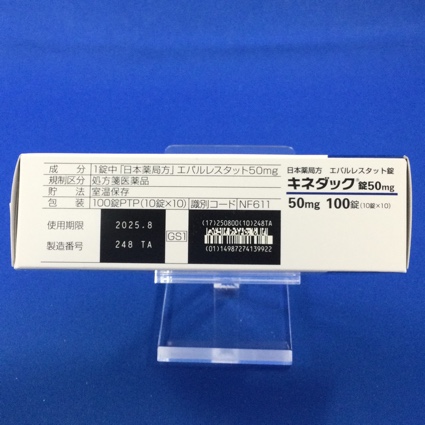 成分 1錠中「日本薬局方」エパルレスタット50mg
規制区分 処方箋医薬品
貯法 室温保存
包装 100錠PTP(10錠×10) 識別コード NF611
使用期限 2025.8
製造番号 248 TA
GS1
(17)250800(10)248TA
(01)14987274139922
日本薬局方 エパルレスタット錠
キネダック®錠50mg
50mg 100錠(10錠×10)